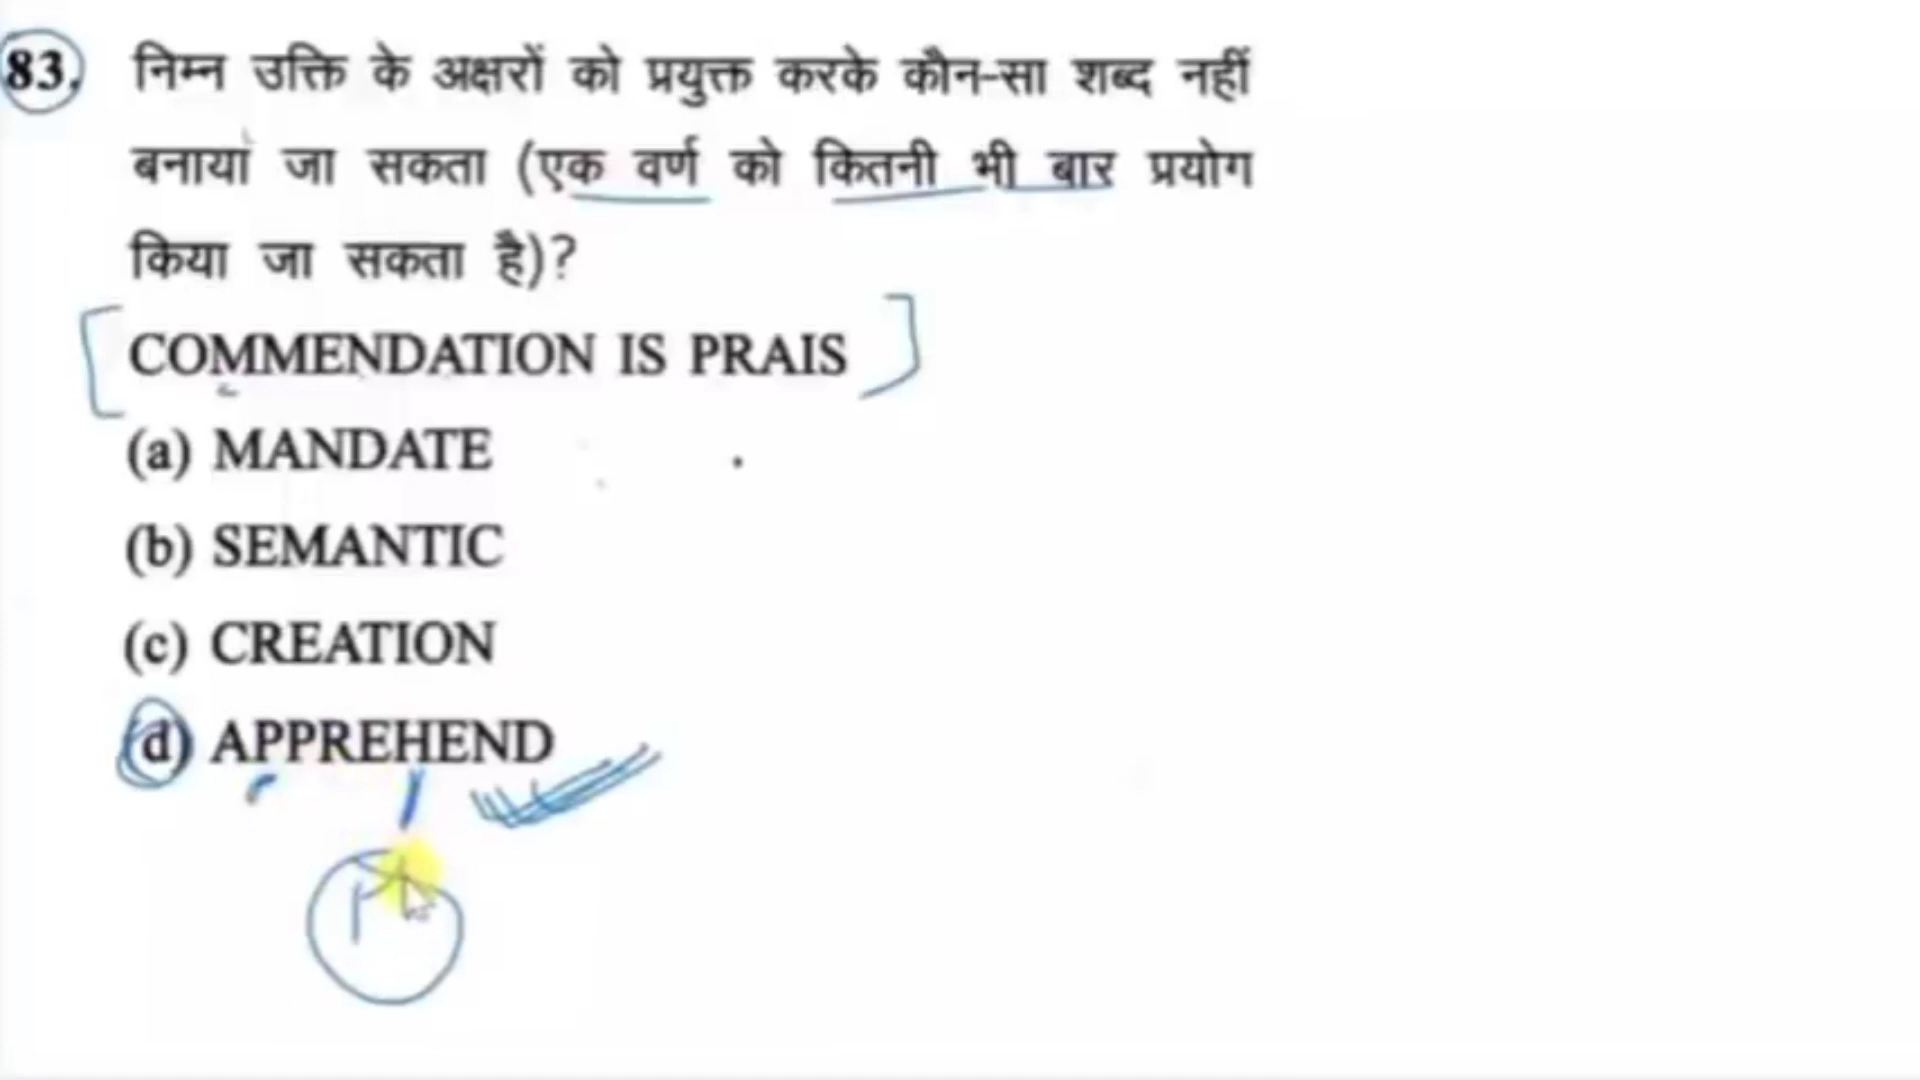 83. निम्न उक्ति के अक्षरों को प्रयुक्त करके कौन-सा शब्द नहीं
बनाया जा सकता (एक वर्ण को कितनी भी बार प्रयोग
किया जा सकता है)?
COMMENDATION IS PRAIS
(a) MANDATE
(b) SEMANTIC
(c) CREATION
(d) APPREHEND